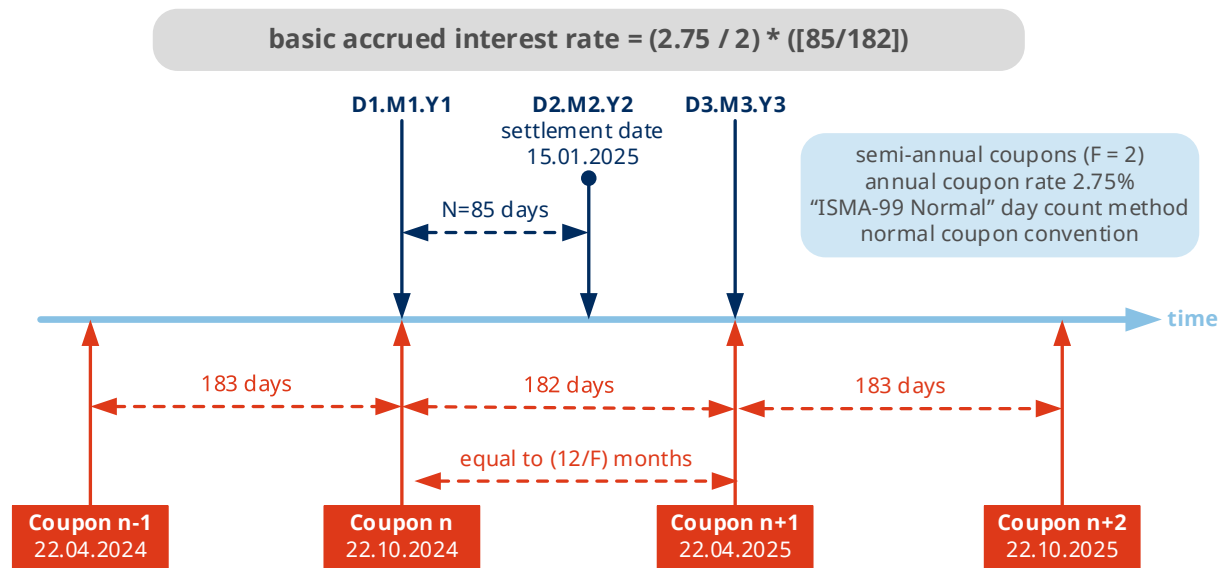 basic accrued interest rate = (2.75 / 2) * ([85/182])
D1.M1.Y1
D2.M2.Y2
D3.M3.Y3
settlement date
15.01.2025
semi-annual coupons (F = 2)
annual coupon rate 2.75%
“ISMA-99 Normal” day count method
normal coupon convention
N=85 days
time
183 days
182 days
183 days
equal to (12/F) months
Coupon n-1
22.04.2024
Coupon n
22.10.2024
Coupon n+1
22.04.2025
Coupon n+2
22.10.2025